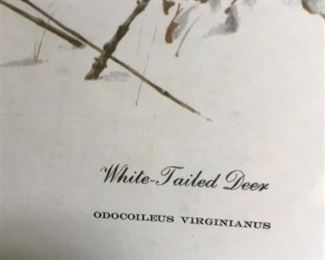 White-Tailed Deer
ODOCOILEUS VIRGINIANUS